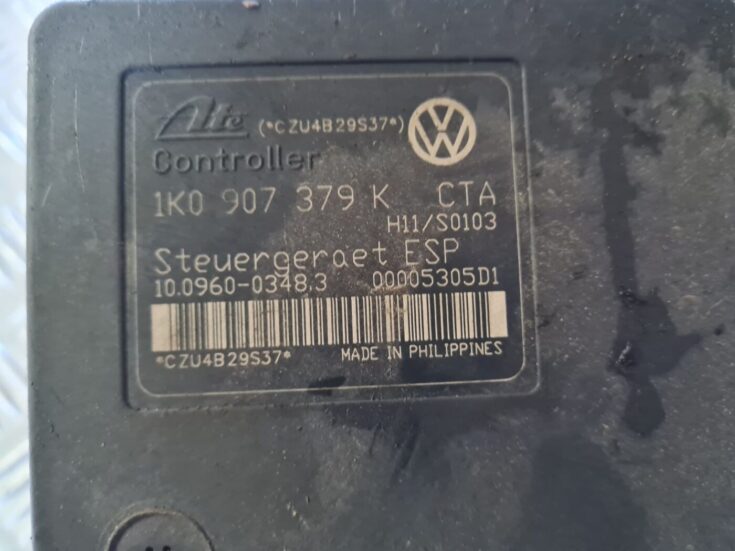 Ate (*CZU4B29S37*) VW
Controller
1K0 907 379 K CTA
H11/S0103
Steuergeraet ESP
10.0960-0348.3 00005305D1
*CZU4B29S37* MADE IN PHILIPPINES